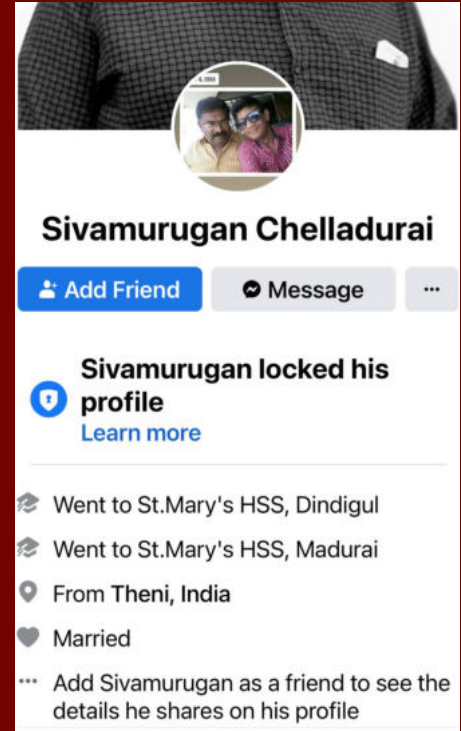 Sivamurugan Chelladurai
Add Friend
Message
Sivamurugan locked his
profile
Learn more
Went to St.Mary's HSS, Dindigul
Went to St.Mary's HSS, Madurai
From Theni, India
Married
Add Sivamurugan as a friend to see the
details he shares on his profile